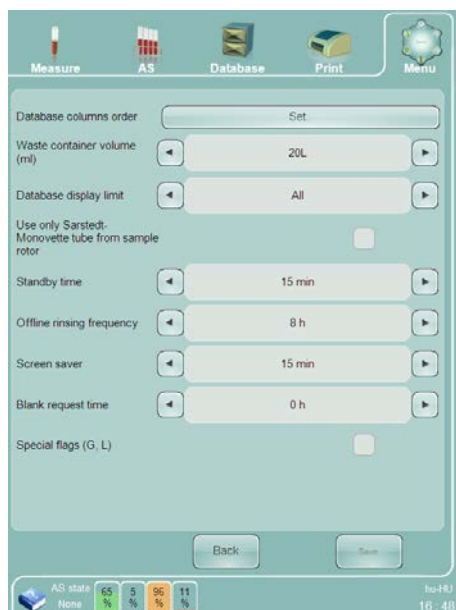 Measure
AS
Database
Print
Menu
Database columns order
Set
Waste container volume
(ml)
20L
Database display limit
All
Use only Sarstedt-
Monovette tube from sample
rotor
Standby time
15 min
Offline rinsing frequency
8 h
Screen saver
15 min
Blank request time
0 h
Special flags (G, L)
Back
Save
AS state
None
65
%
5
%
96
%
11
%
hu-HU
16 : 48